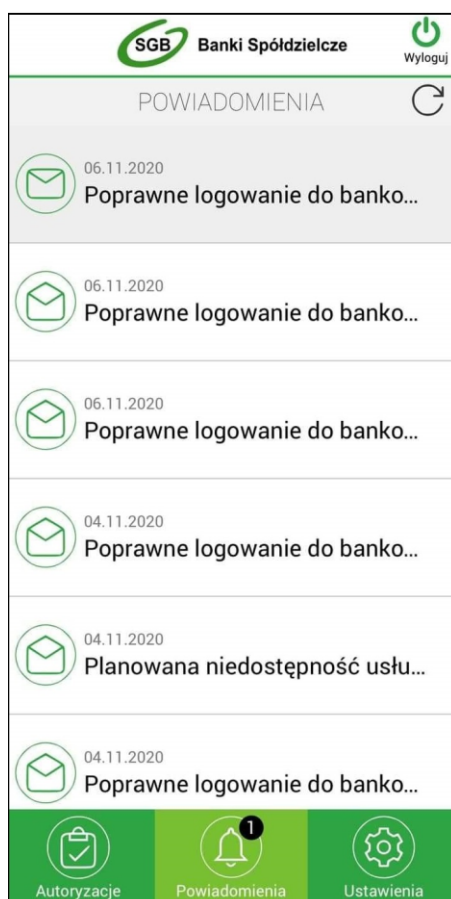 SGB Banki Spółdzielcze
Wyloguj
POWIADOMIENIA
06.11.2020
Poprawne logowanie do banko...
06.11.2020
Poprawne logowanie do banko...
06.11.2020
Poprawne logowanie do banko...
04.11.2020
Poprawne logowanie do banko...
04.11.2020
Planowana niedostępność usłu...
04.11.2020
Poprawne logowanie do banko...
1
Autoryzacje Powiadomienia Ustawienia